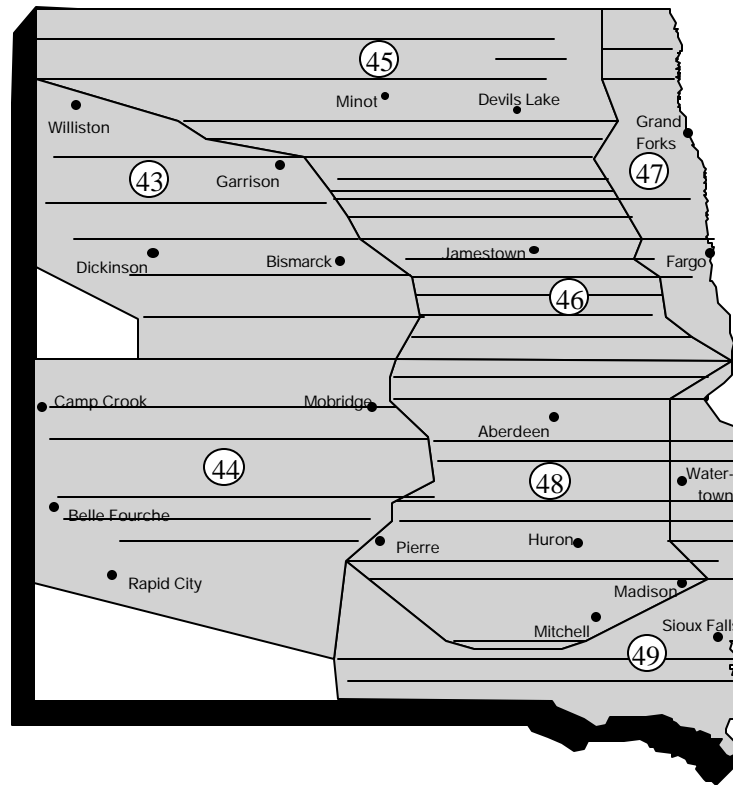 45
Minot
Devils Lake
Williston
Grand
Forks
47
43
Garrison
Jamestown
Dickinson
Bismarck
Fargo
46
Camp Crook
Mobridge
Aberdeen
44
48
Water-
town
Belle Fourche
Pierre
Huron
Rapid City
Madison
Mitchell
Sioux Falls
49